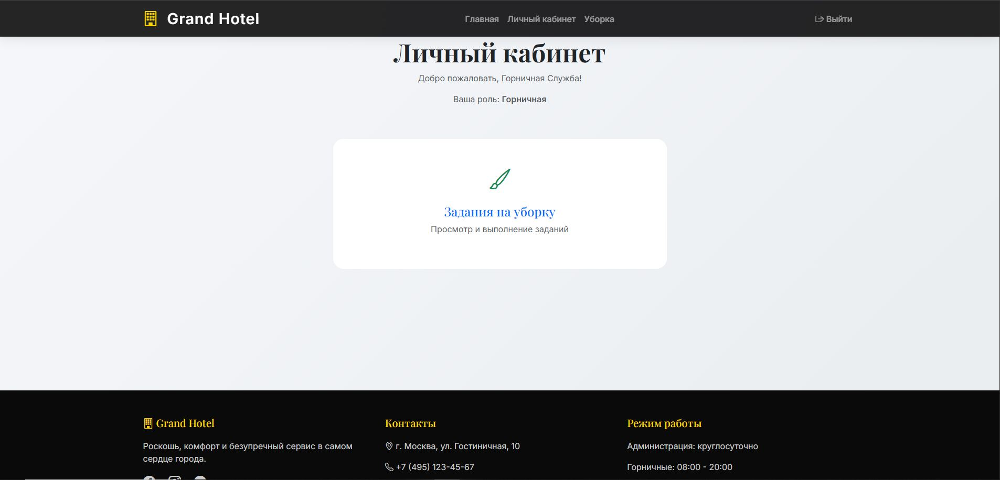 Grand Hotel
Главная Личный кабинет Уборка
Выйти
Личный кабинет
Добро пожаловать, Горничная Служба!
Ваша роль: Горничная
Задания на уборку
Просмотр и выполнение заданий
Grand Hotel
Роскошь, комфорт и безупречный сервис в самом
сердце города.
Контакты
г. Москва, ул. Гостиничная, 10
+7 (495) 123-45-67
Режим работы
Администрация: круглосуточно
Горничные: 08:00 - 20:00